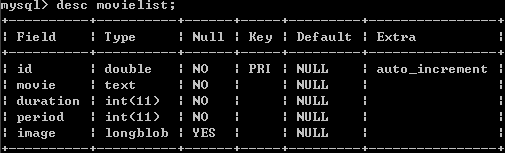 mysql> desc movielist;
+----------+----------+------+-----+---------+----------------+
| Field | Type | Null | Key | Default | Extra |
+----------+----------+------+-----+---------+----------------+
| id | double | NO | PRI | NULL | auto_increment |
| movie | text | NO | | NULL | |
| duration | int(11) | NO | | NULL | |
| period | int(11) | NO | | NULL | |
| image | longblob | YES | | NULL | |
+----------+----------+------+-----+---------+----------------+